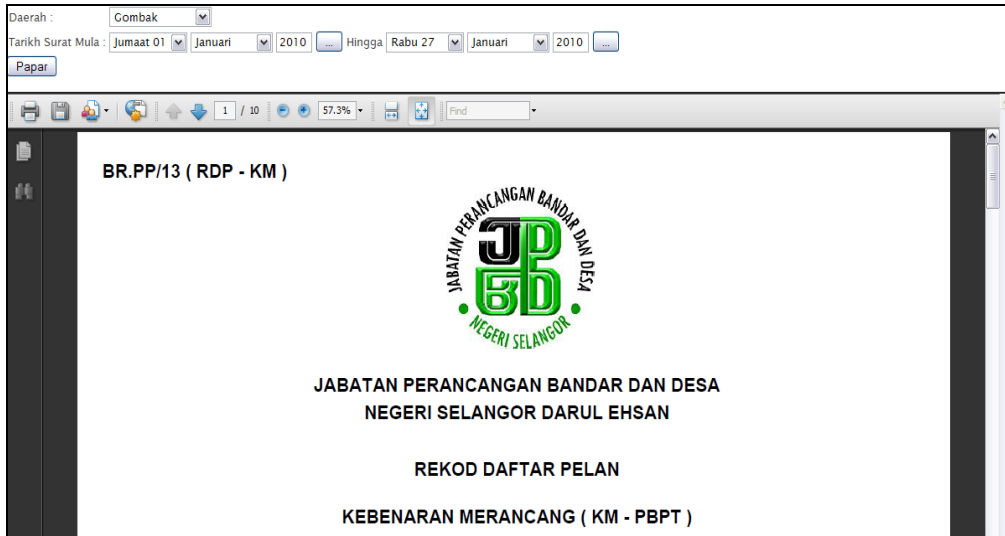 Daerah : Gombak
Tarikh Surat Mula : Jumaat 01 Januari 2010 ... Hingga Rabu 27 Januari 2010 ...
Papar
1 / 10 57.3% Find
BR.PP/13 ( RDP - KM )
JABATAN PERANCANGAN BANDAR DAN DESA
JPBD
NEGERI SELANGOR
JABATAN PERANCANGAN BANDAR DAN DESA
NEGERI SELANGOR DARUL EHSAN
REKOD DAFTAR PELAN
KEBENARAN MERANCANG ( KM - PBPT )